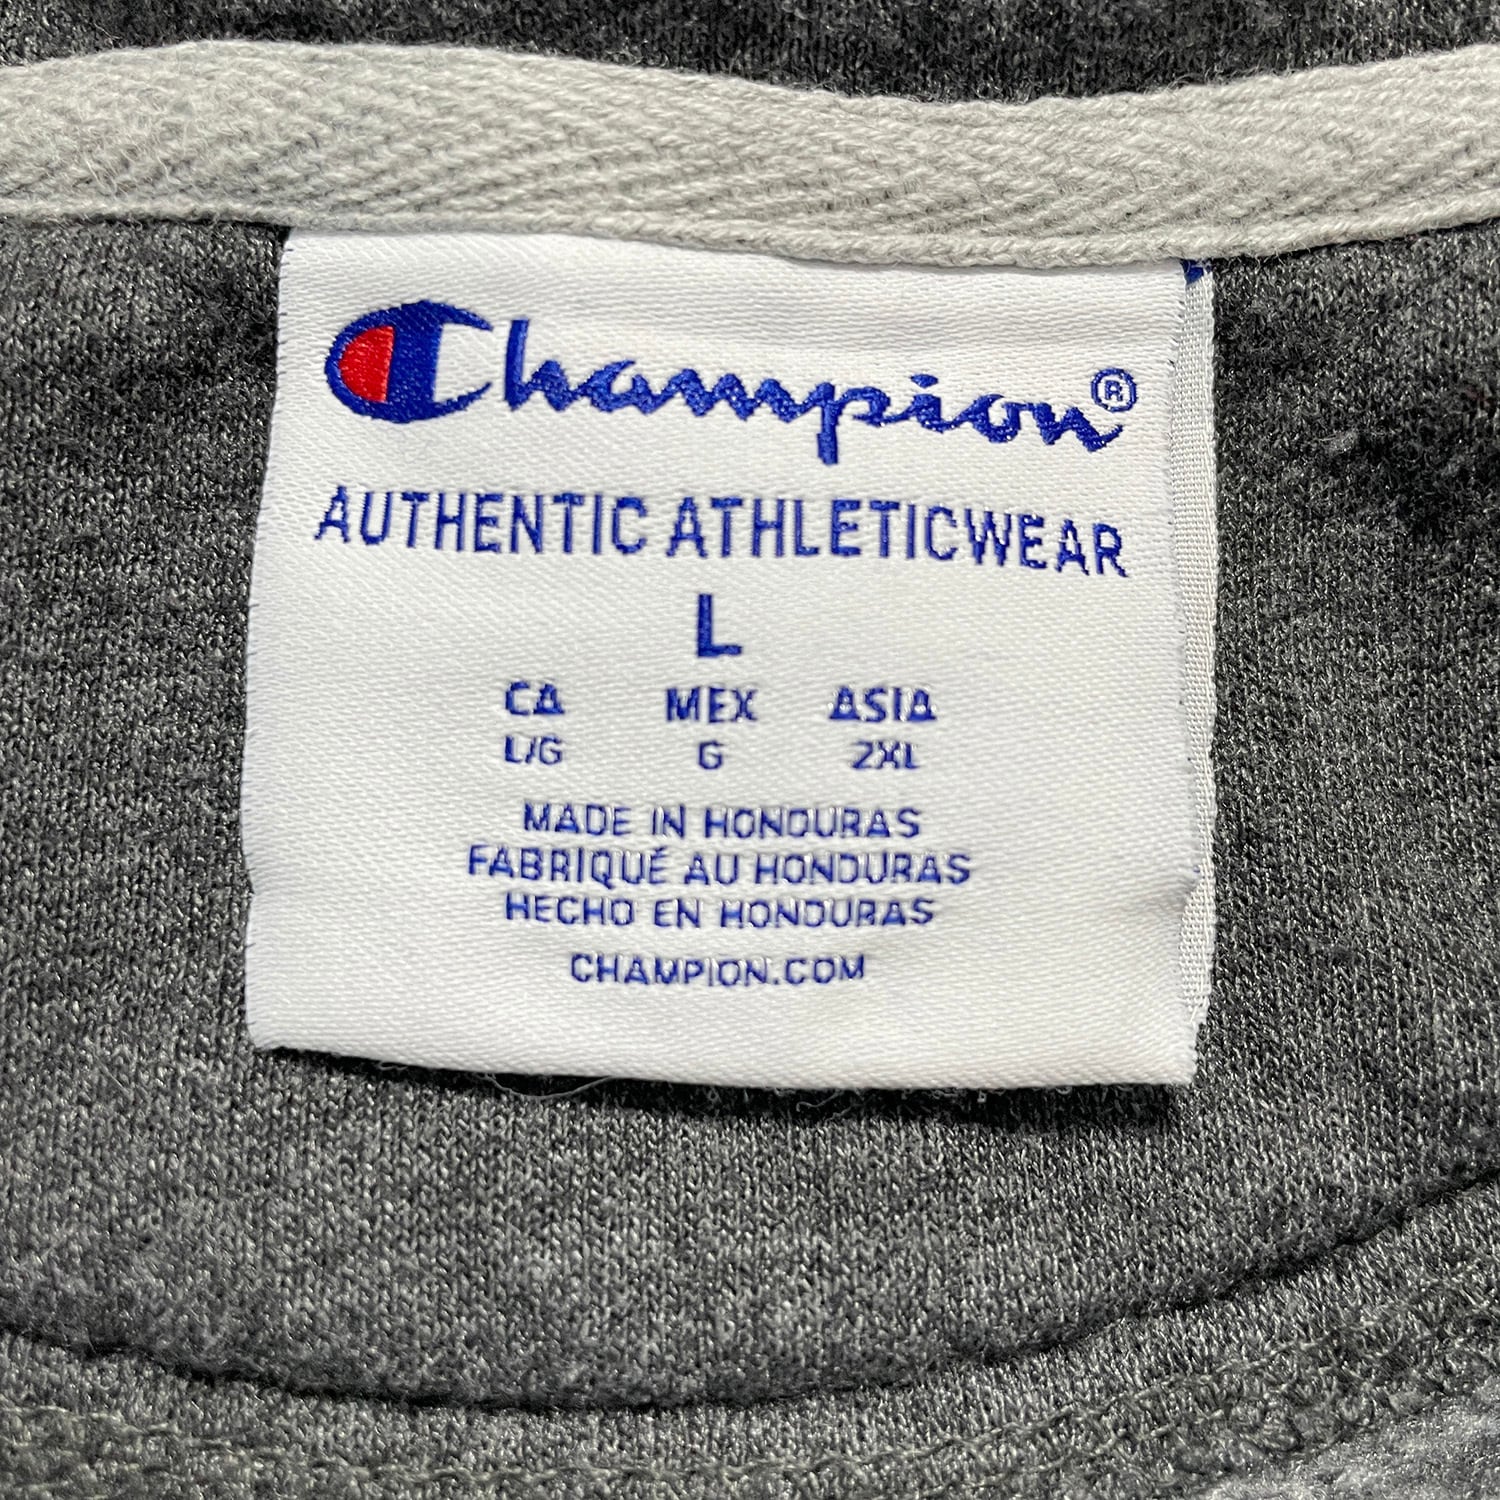 Champion®
AUTHENTIC ATHLETICWEAR
L
CA MEX ASIA
L/G G 2XL
MADE IN HONDURAS
FABRIQUÉ AU HONDURAS
HECHO EN HONDURAS
CHAMPION.COM